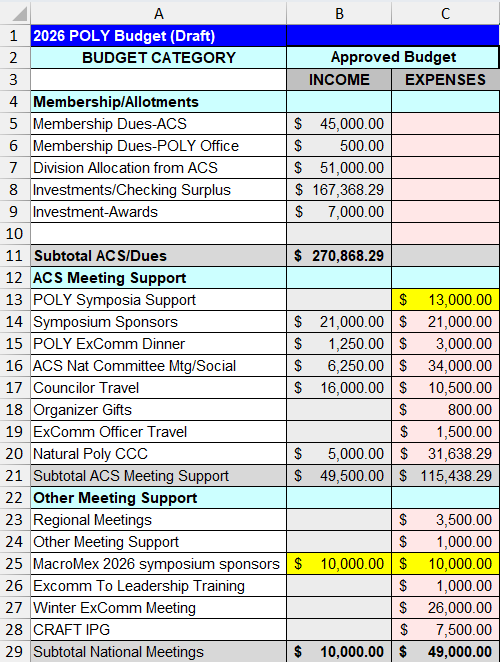 A B C
1 2026 POLY Budget (Draft)
2 BUDGET CATEGORY Approved Budget
3 INCOME EXPENSES
4 Membership/Allotments
5 Membership Dues-ACS $ 45,000.00
6 Membership Dues-POLY Office $ 500.00
7 Division Allocation from ACS $ 51,000.00
8 Investments/Checking Surplus $ 167,368.29
9 Investment-Awards $ 7,000.00
10
11 Subtotal ACS/Dues $ 270,868.29
12 ACS Meeting Support
13 POLY Symposia Support $ 13,000.00
14 Symposium Sponsors $ 21,000.00 $ 21,000.00
15 POLY ExComm Dinner $ 1,250.00 $ 3,000.00
16 ACS Nat Committee Mtg/Social $ 6,250.00 $ 34,000.00
17 Councilor Travel $ 16,000.00 $ 10,500.00
18 Organizer Gifts $ 800.00
19 ExComm Officer Travel $ 1,500.00
20 Natural Poly CCC $ 5,000.00 $ 31,638.29
21 Subtotal ACS Meeting Support $ 49,500.00 $ 115,438.29
22 Other Meeting Support
23 Regional Meetings $ 3,500.00
24 Other Meeting Support $ 1,000.00
25 MacroMex 2026 symposium sponsors $ 10,000.00 $ 10,000.00
26 Excomm To Leadership Training $ 1,000.00
27 Winter ExComm Meeting $ 26,000.00
28 CRAFT IPG $ 7,500.00
29 Subtotal National Meetings $ 10,000.00 $ 49,000.00